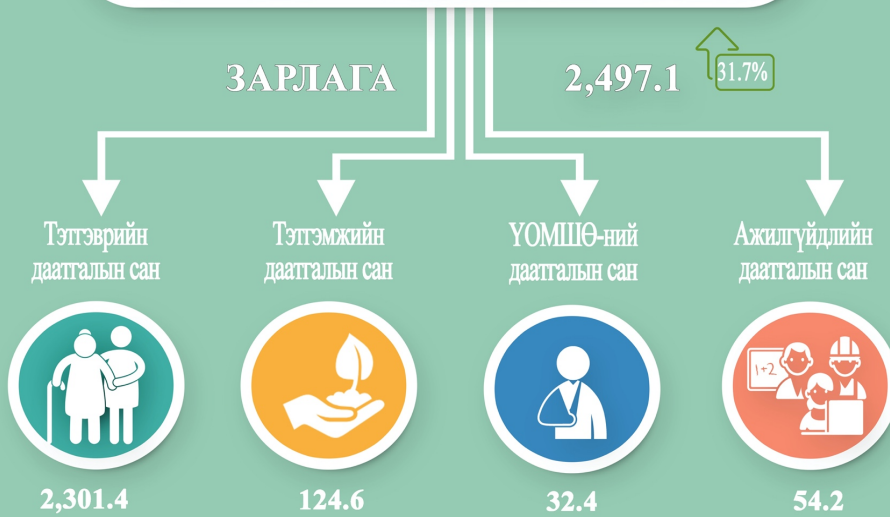 ЗАРЛАГА 2,497.1 31.7%
Тэтгэврийн
даатгалын сан
Тэтгэмжийн
даатгалын сан
ҮОМШӨ-ний
даатгалын сан
Ажилгүйдлийн
даатгалын сан
1+2
2,301.4
124.6
32.4
54.2